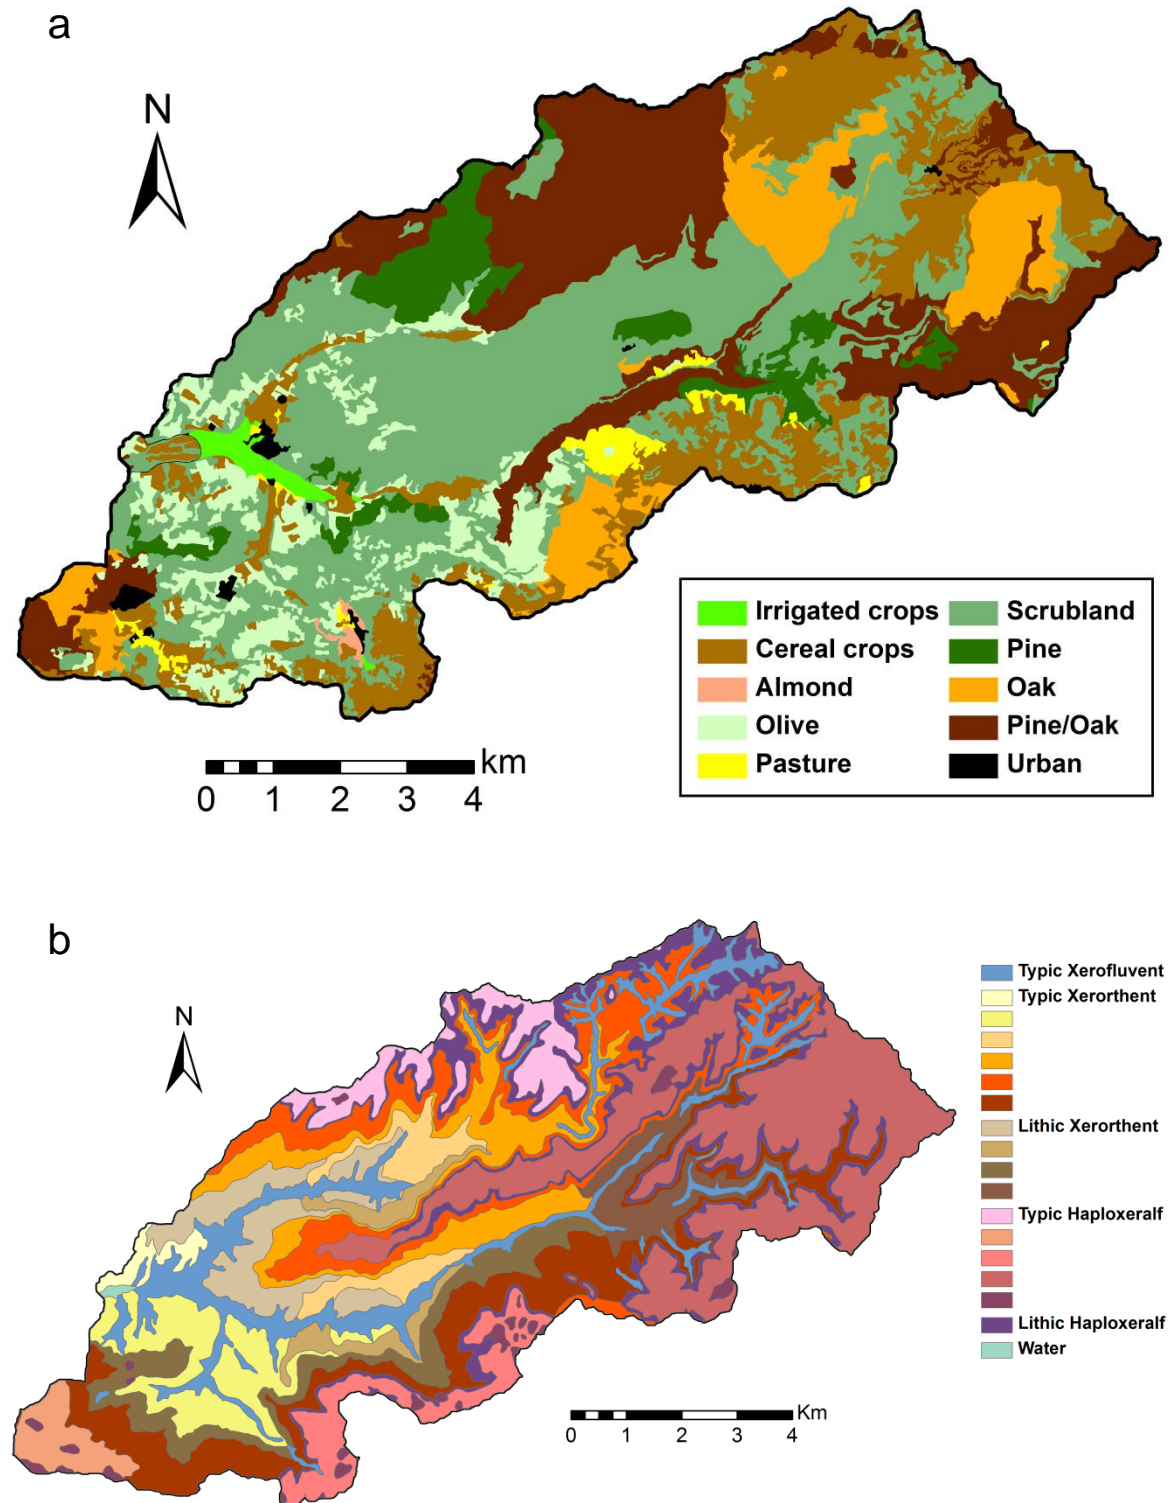 a
N
Irrigated crops
Scrubland
Cereal crops
Pine
Almond
Oak
Olive
Pine/Oak
Pasture
Urban
km
0 1 2 3 4
b
N
Typic Xerofluvent
Typic Xerorthent
Lithic Xerorthent
Typic Haploxeralf
Lithic Haploxeralf
Water
Km
0 1 2 3 4